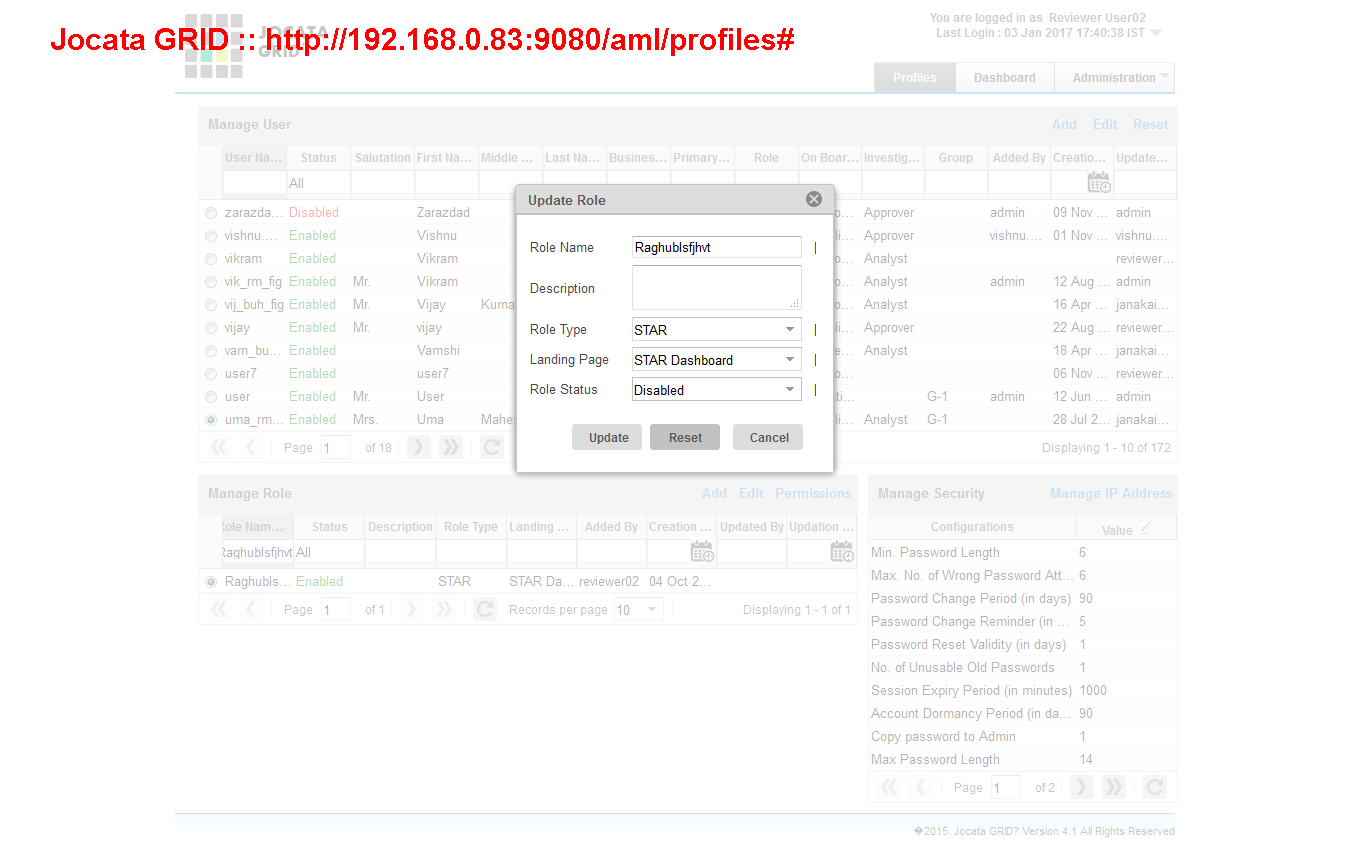 You are logged in as Reviewer User02
Jocata GRID :: http://192.168.0.83:9080/aml/profiles#
JOCATA
GRID
Last Login : 03 Jan 2017 17:40:38 IST
Profiles Dashboard Administration
Manage User Add Edit Reset
User Na... Status Salutation First Na... Middle ... Last Na... Busines... Primary... Role On Boar... Investig... Group Added By Creatio... Update...
All
zarazda... Disabled Zarazdad o... Approver admin 09 Nov ... admin
vishnu.... Enabled Vishnu li... Approver vishnu.... 01 Nov ... vishnu....
vikram Enabled Vikram li... Analyst reviewer...
vik_rm_fig Enabled Mr. Vikram li... Analyst admin 12 Aug ... admin
vij_buh_fig Enabled Mr. Vijay Kuma li... Analyst 16 Apr ... janakai...
vijay Enabled Mr. vijay li... Approver 22 Aug ... reviewer...
vam_bu... Enabled Vamshi li... Analyst 18 Apr ... janakai...
user7 Enabled user7 o... 06 Nov ... reviewer...
user Enabled Mr. User ti... G-1 admin 12 Jun ... admin
uma_rm... Enabled Mrs. Uma Mahes li... Analyst G-1 28 Jul 2... janakai...
Page 1 of 18 Displaying 1 - 10 of 172
Update Role
Role Name Raghublsfjhvt |
Description
Role Type STAR |
Landing Page STAR Dashboard |
Role Status Disabled |
Update Reset Cancel
Manage Role Add Edit Permissions
Role Nam... Status Description Role Type Landing ... Added By Creation ... Updated By Updation ...
Raghublsfjhvt All
Raghubls... Enabled STAR STAR Da... reviewer02 04 Oct 2...
Page 1 of 1 Records per page 10 Displaying 1 - 1 of 1
Manage Security Manage IP Address
Configurations Value
Min. Password Length 6
Max. No. of Wrong Password Att... 6
Password Change Period (in days) 90
Password Change Reminder (in ... 5
Password Reset Validity (in days) 1
No. of Unusable Old Passwords 1
Session Expiry Period (in minutes) 1000
Account Dormancy Period (in da... 90
Copy password to Admin 1
Max Password Length 14
Page 1 of 2
�2015. Jocata GRID? Version 4.1 All Rights Reserved